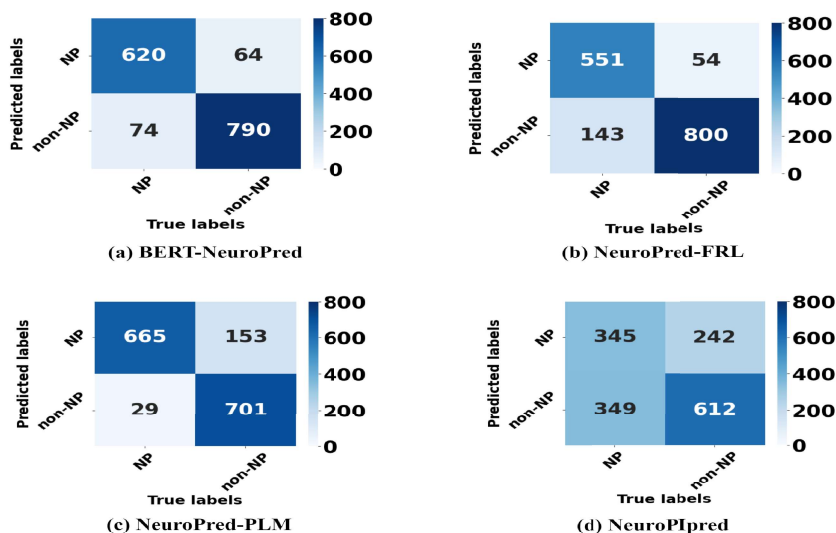 Predicted labels
NP
non-NP
620 64
74 790
800
600
400
200
0
NP
non-NP
True labels
(a) BERT-NeuroPred
Predicted labels
NP
non-NP
551 54
143 800
800
600
400
200
0
NP
non-NP
True labels
(b) NeuroPred-FRL
Predicted labels
NP
non-NP
665 153
29 701
800
600
400
200
0
NP
non-NP
True labels
(c) NeuroPred-PLM
Predicted labels
NP
non-NP
345 242
349 612
800
600
400
200
0
NP
non-NP
True labels
(d) NeuroPIpred